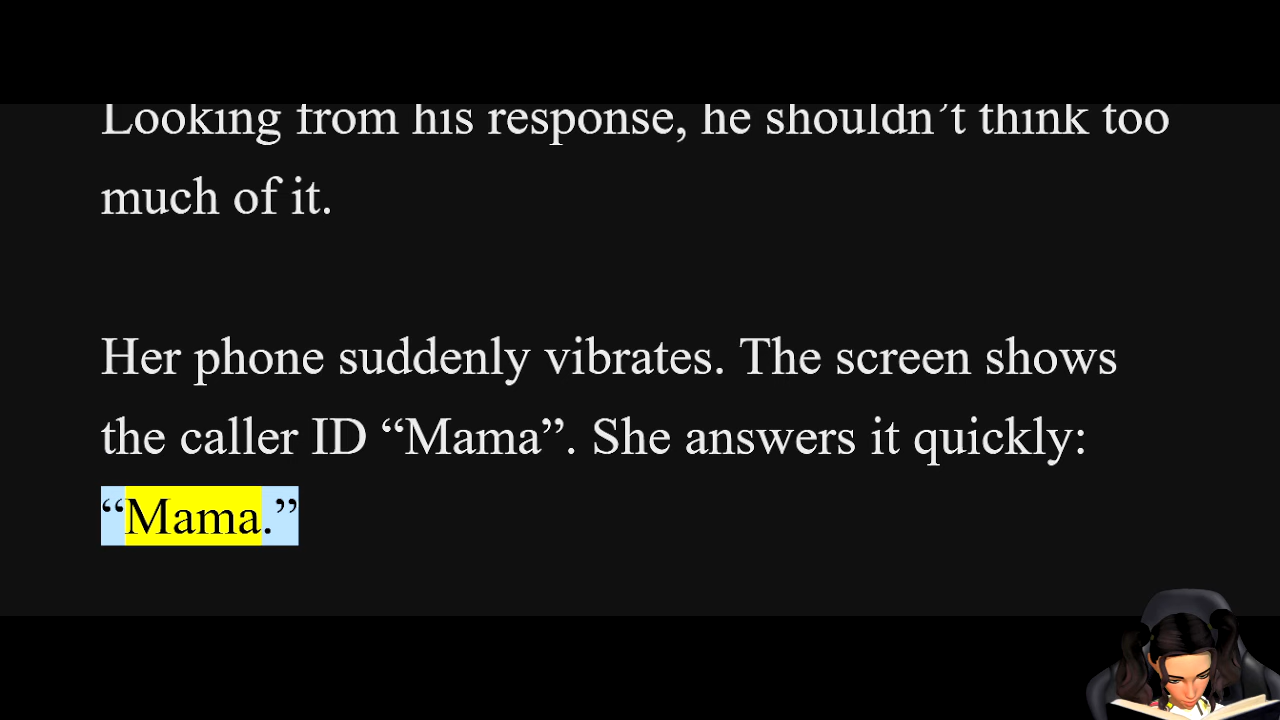 Looking from his response, he shouldn’t think too
much of it.
Her phone suddenly vibrates. The screen shows
the caller ID “Mama”. She answers it quickly:
“Mama.”